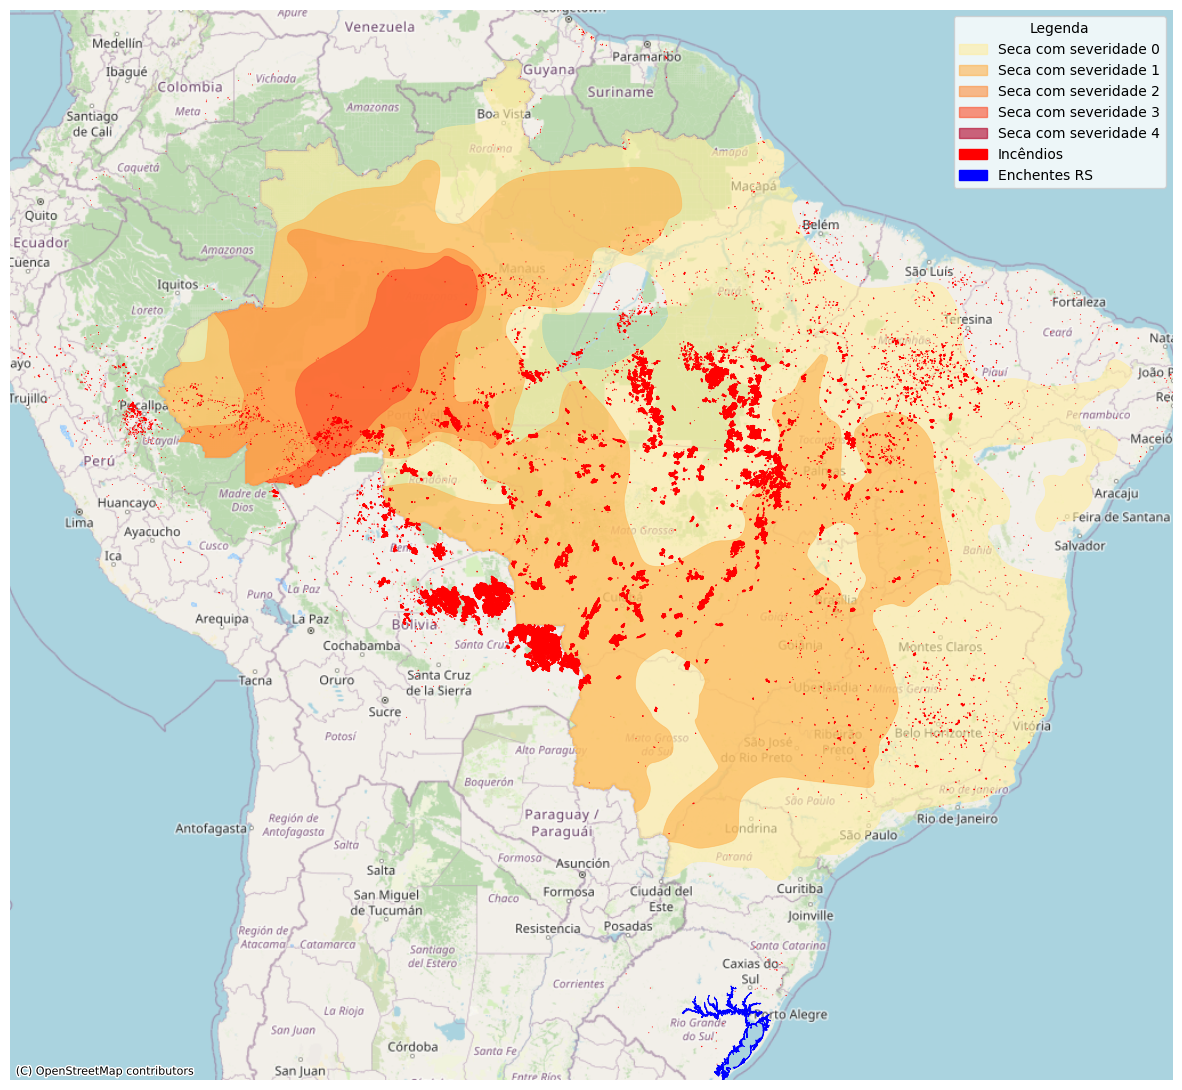 Legenda
Seca com severidade 0
Seca com severidade 1
Seca com severidade 2
Seca com severidade 3
Seca com severidade 4
Incêndios
Enchentes RS
Georgetown
Apure
Venezuela
Medellín
Ibagué
Vichada
Guyana
Paramaribo
Colombia
Suriname
Meta
Amazonas
Boa Vista
Santiago
de Cali
Rordima
Amapá
Caquetá
Macapá
Quito
Belém
Ecuador
Amazonas
Cuenca
Manaus
São Luís
Iquitos
Pará
Fortaleza
Loreto
Teresina
Ceará
Maranhão
Piauí
Trujillo
Pucallpa
Pernambuco
Ucayali
Maceió
Perú
Palmas
Rondônia
Huancayo
Madre de
Dios
Aracaju
Lima
Ayacucho
Feira de Santana
Cusco
Mato Grosso
Salvador
Ica
Beni
Bahia
Puno
La Paz
Cuiabá
Brasília
Arequipa
La Paz
Bolivia
Goiás
Cochabamba
Santa Cruz
Goiânia
Montes Claros
Tacna
Oruro
Santa Cruz
de la Sierra
Uberlândia
Minas Gerais
Sucre
Vitória
Potosí
Alto Paraguay
Mato Grosso
do Sul
São José
do Rio Preto
Ribeirão
Preto
Belo Horizonte
Boquerón
Rio de Janeiro
São Paulo
Antofagasta
Región de
Antofagasta
Paraguay /
Paraguái
Londrina
Rio de Janeiro
São Paulo
Salta
Formosa
Paraná
Salta
Asunción
San Miguel
de Tucumán
Chaco
Formosa
Ciudad del
Este
Curitiba
Joinville
Región de
Atacama
Catamarca
Santiago
del Estero
Resistencia
Posadas
Santa Catarina
Caxias do
Sul
Corrientes
La Rioja
Porto Alegre
San Juan
Rio Grande
do Sul
Córdoba
Santa Fe
San Juan
Entre Ríos
(C) OpenStreetMap contributors